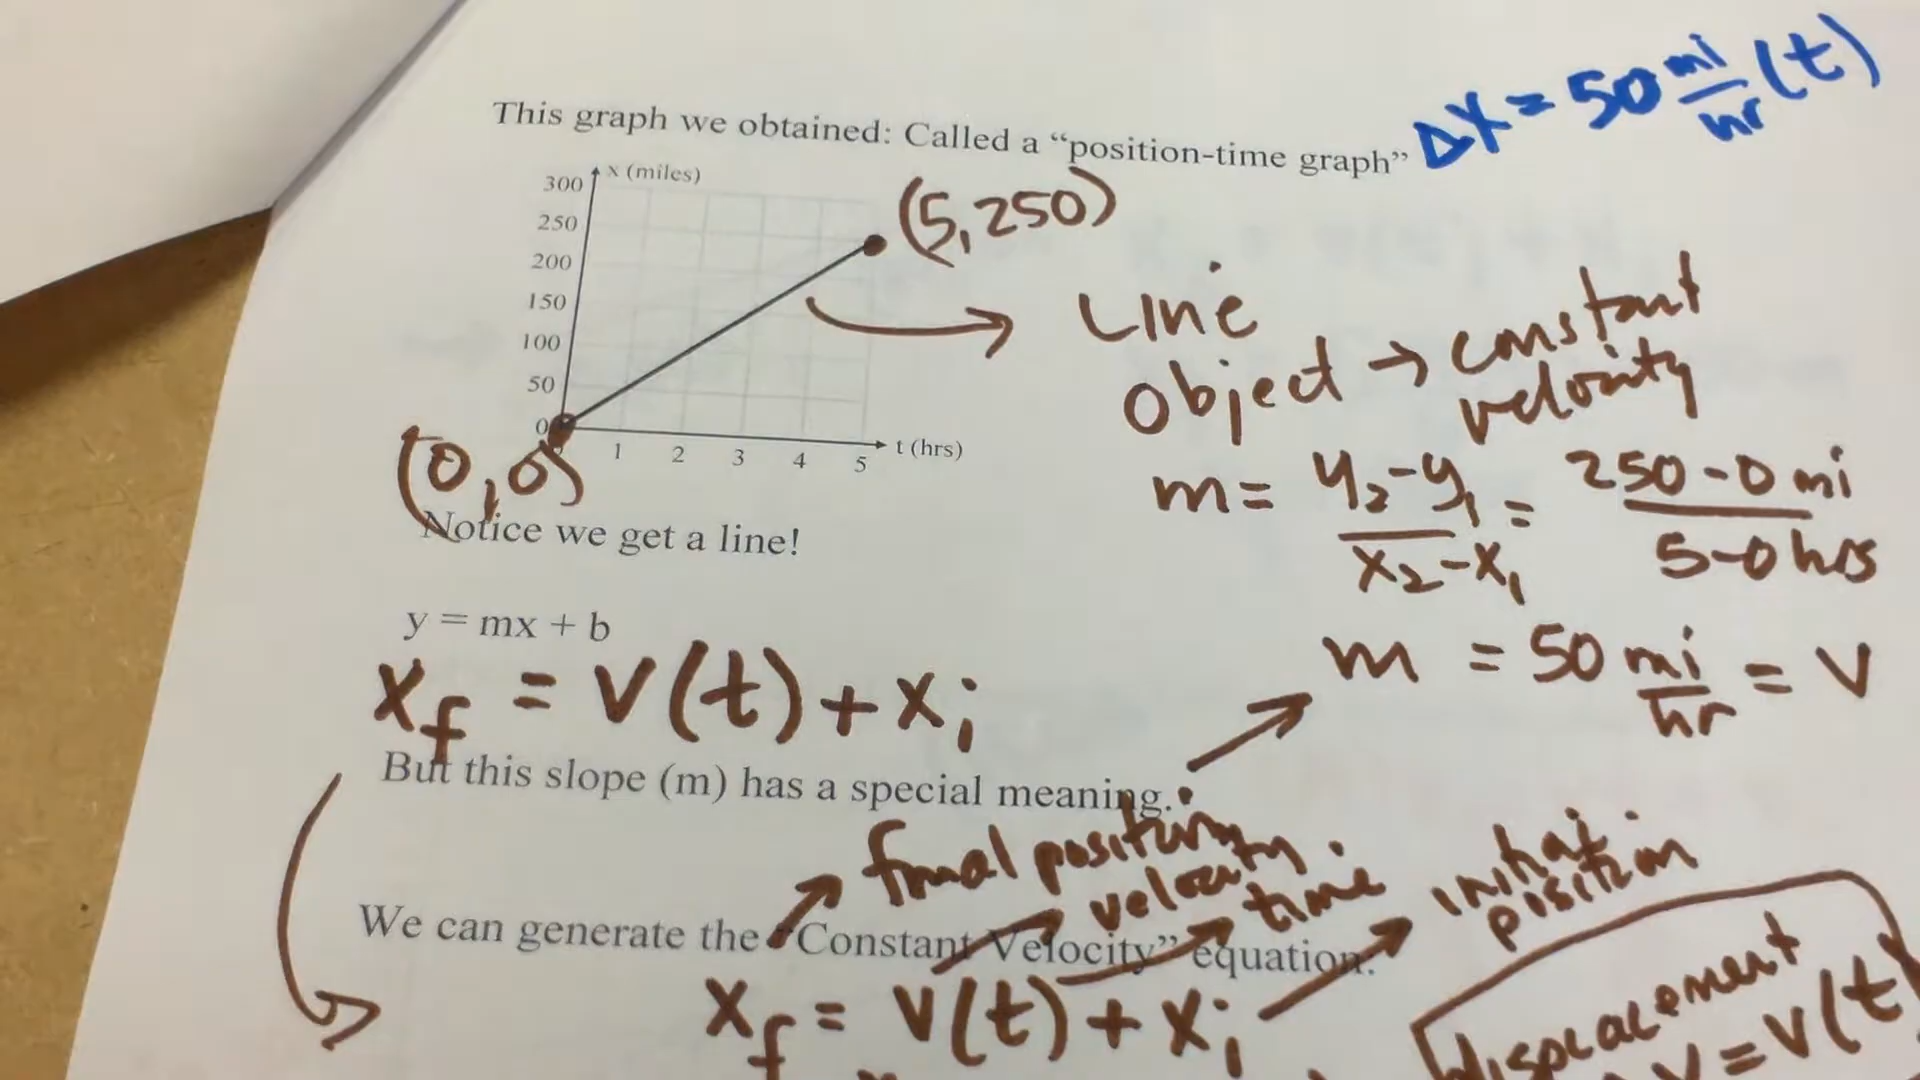 Δx = 50 mi/hr (t)
This graph we obtained: Called a “position-time graph”
x (miles)
300
250
200
150
100
50
0
1 2 3 4 5
t (hrs)
(5,250)
(0,0)
Line
object → constant
velocity
m = y₂-y₁/x₂-x₁ = 250-0 mi/5-0 hrs
Notice we get a line!
y = mx + b
xf = v(t) + xi
m = 50 mi/hr = v
But this slope (m) has a special meaning.
final position
velocity
time
initial
position
We can generate the “Constant Velocity” equation:
xf = v(t) + xi
displacement
= v(t